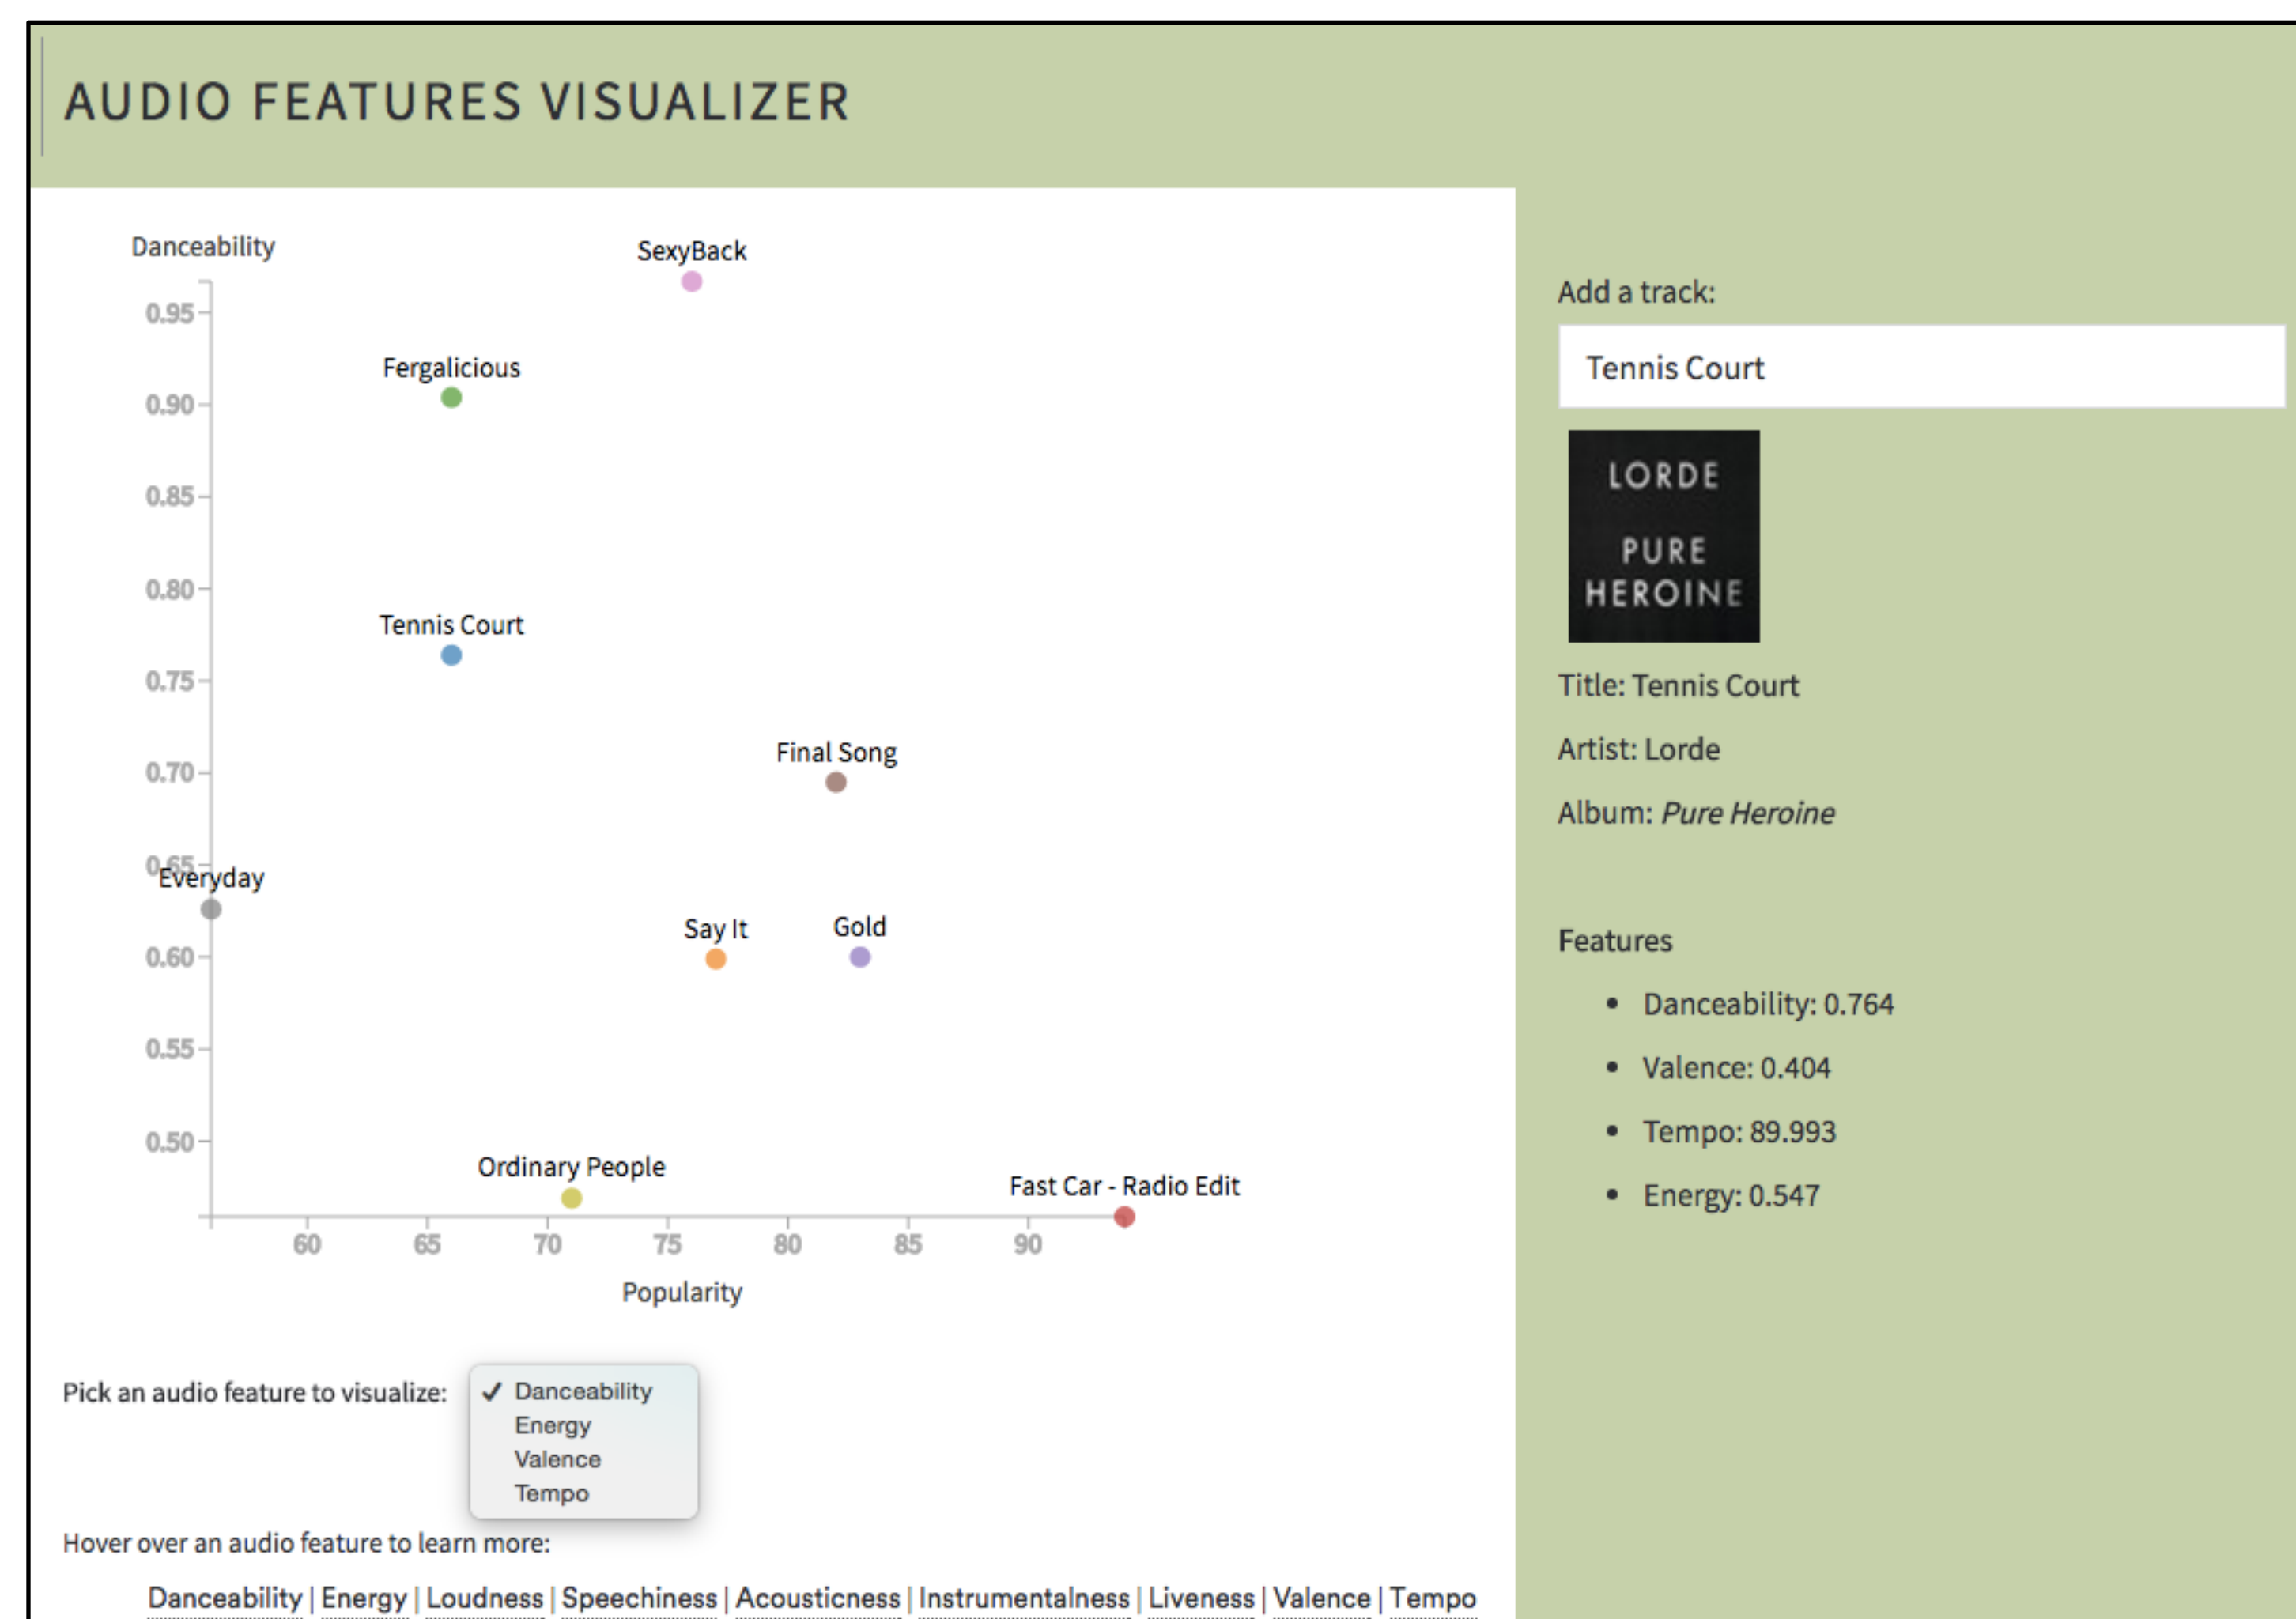 AUDIO FEATURES VISUALIZER
Danceability
SexyBack
0.95
Fergalicious
0.90
0.85
0.80
Tennis Court
0.75
Final Song
0.70
0.65
Everyday
Say It
Gold
0.60
0.55
0.50
Ordinary People
Fast Car - Radio Edit
60 65 70 75 80 85 90
Popularity
Pick an audio feature to visualize:
✓ Danceability
Energy
Valence
Tempo
Hover over an audio feature to learn more:
Danceability | Energy | Loudness | Speechiness | Acousticness | Instrumentalness | Liveness | Valence | Tempo
Add a track:
Tennis Court
LORDE
PURE
HEROINE
Title: Tennis Court
Artist: Lorde
Album: Pure Heroine
Features
• Danceability: 0.764
• Valence: 0.404
• Tempo: 89.993
• Energy: 0.547